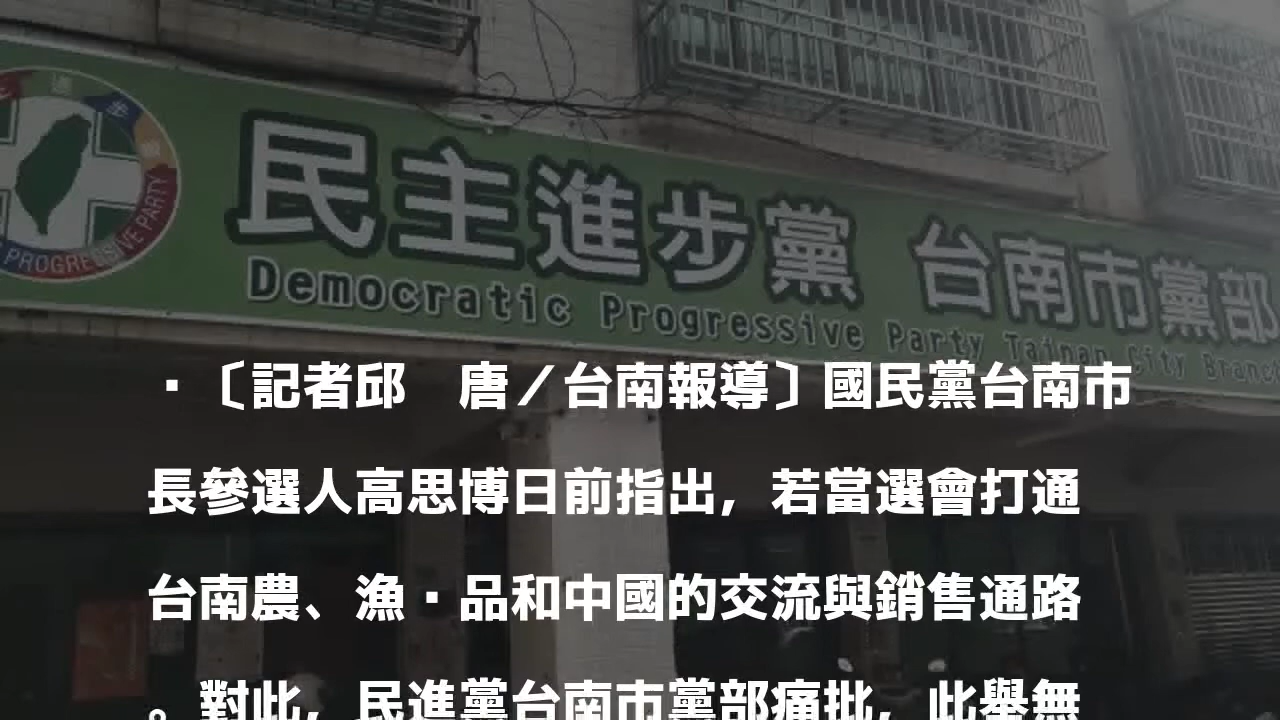 民主進步黨 台南市黨部
Democratic Progressive Party Tainan City Branch
PROGRESSIVE PARTY
▪〔記者邱　唐／台南報導〕國民黨台南市
長參選人高思博日前指出，若當選會打通
台南農、漁▪品和中國的交流與銷售通路
。對此，民進黨台南市黨部痛批，此舉無